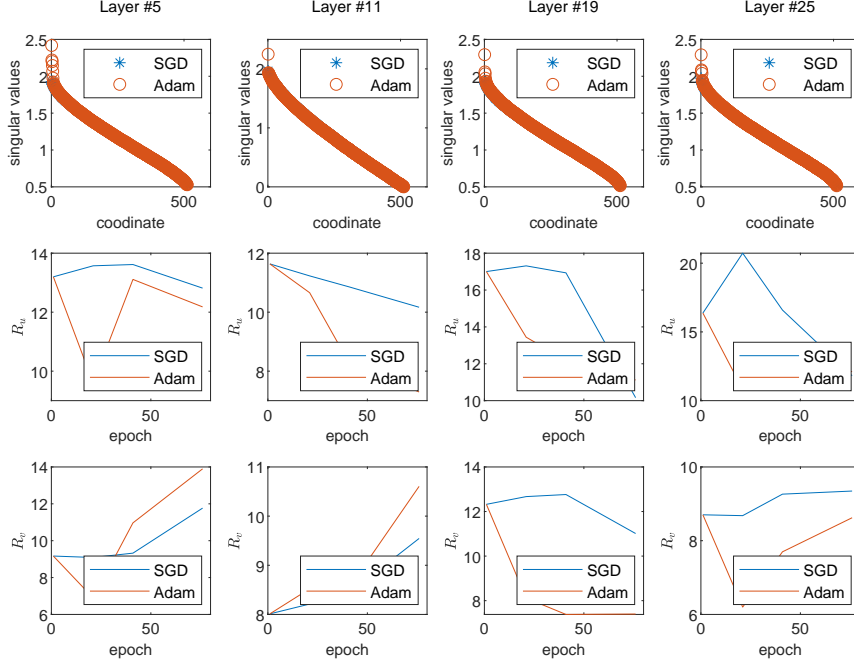 Layer #5 Layer #11 Layer #19 Layer #25
2.5 2 1.5 1 0.5 singular values SGD Adam 0 500 coodinate
2 1 0 singular values SGD Adam 0 500 coodinate
2.5 2 1.5 1 0.5 singular values SGD Adam 0 500 coodinate
2.5 2 1.5 1 0.5 singular values SGD Adam 0 500 coodinate
14 12 10 R_u SGD Adam 0 50 epoch
12 10 8 R_u SGD Adam 0 50 epoch
18 16 14 12 10 R_u SGD Adam 0 50 epoch
20 15 10 R_u SGD Adam 0 50 epoch
14 12 10 8 6 R_v SGD Adam 0 50 epoch
11 10 9 8 R_v SGD Adam 0 50 epoch
14 12 10 8 R_v SGD Adam 0 50 epoch
10 8 6 R_v SGD Adam 0 50 epoch